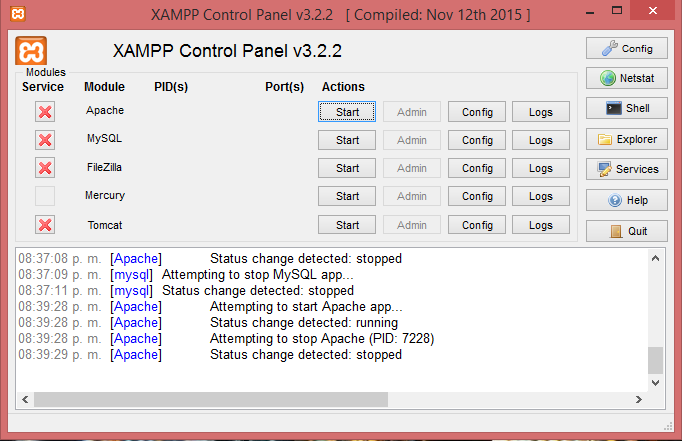 XAMPP Control Panel v3.2.2 [ Compiled: Nov 12th 2015 ]
XAMPP Control Panel v3.2.2
Config
Modules
Service Module PID(s) Port(s) Actions
Netstat
Apache Start Admin Config Logs
Shell
MySQL Start Admin Config Logs
Explorer
FileZilla Start Admin Config Logs
Services
Mercury Start Admin Config Logs
Help
Tomcat Start Admin Config Logs
Quit
08:37:08 p. m. [Apache] Status change detected: stopped
08:37:09 p. m. [mysql] Attempting to stop MySQL app...
08:37:11 p. m. [mysql] Status change detected: stopped
08:39:28 p. m. [Apache] Attempting to start Apache app...
08:39:28 p. m. [Apache] Status change detected: running
08:39:28 p. m. [Apache] Attempting to stop Apache (PID: 7228)
08:39:29 p. m. [Apache] Status change detected: stopped